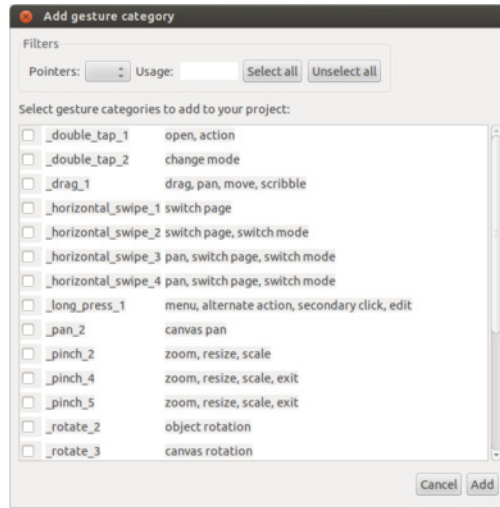 Add gesture category
Filters
Pointers: Usage: Select all Unselect all
Select gesture categories to add to your project:
_double_tap_1 open, action
_double_tap_2 change mode
_drag_1 drag, pan, move, scribble
_horizontal_swipe_1 switch page
_horizontal_swipe_2 switch page, switch mode
_horizontal_swipe_3 pan, switch page, switch mode
_horizontal_swipe_4 pan, switch page, switch mode
_long_press_1 menu, alternate action, secondary click, edit
_pan_2 canvas pan
_pinch_2 zoom, resize, scale
_pinch_4 zoom, resize, scale, exit
_pinch_5 zoom, resize, scale, exit
_rotate_2 object rotation
_rotate_3 canvas rotation
Cancel Add